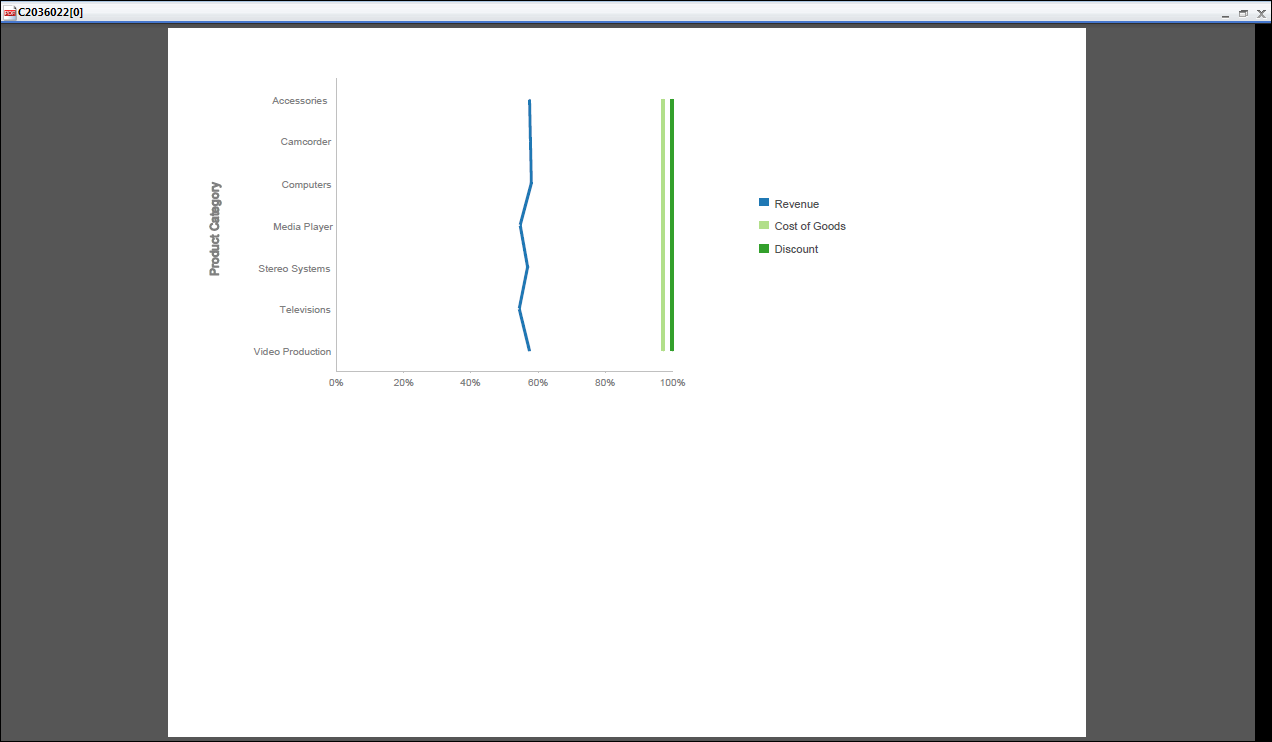 C2036022[0]
Product Category
Accessories
Camcorder
Computers
Media Player
Stereo Systems
Televisions
Video Production
0% 20% 40% 60% 80% 100%
Revenue
Cost of Goods
Discount